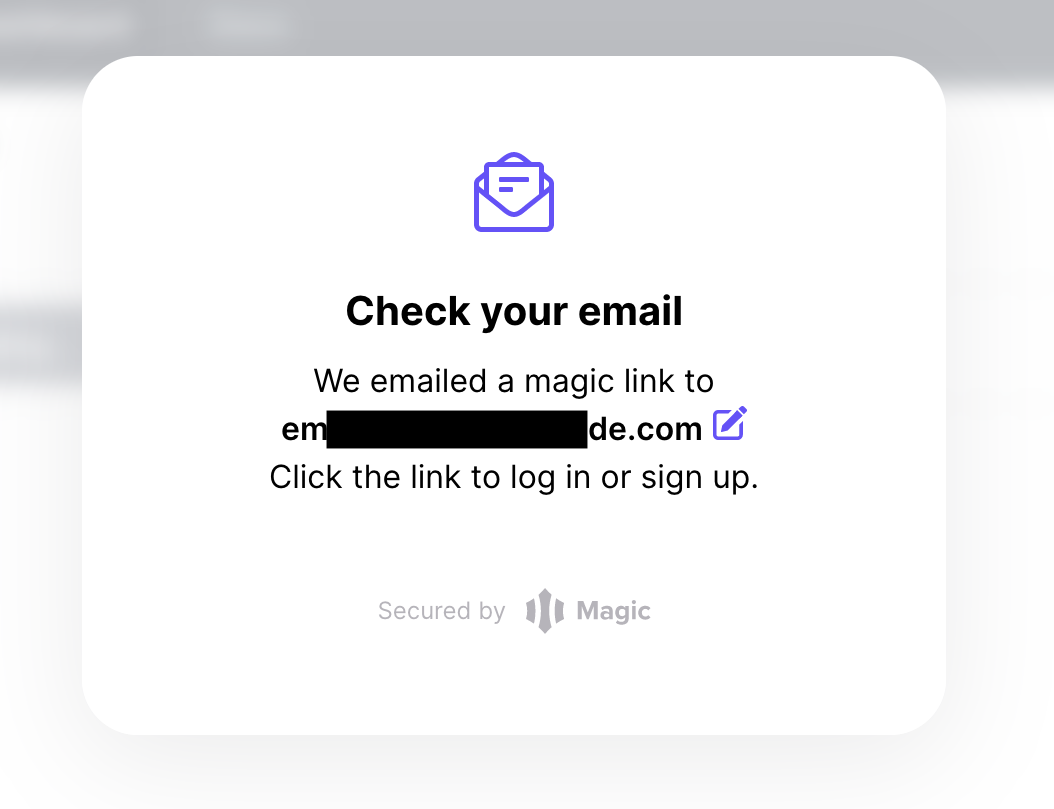 Check your email
We emailed a magic link to
em de.com
Click the link to log in or sign up.
Secured by Magic